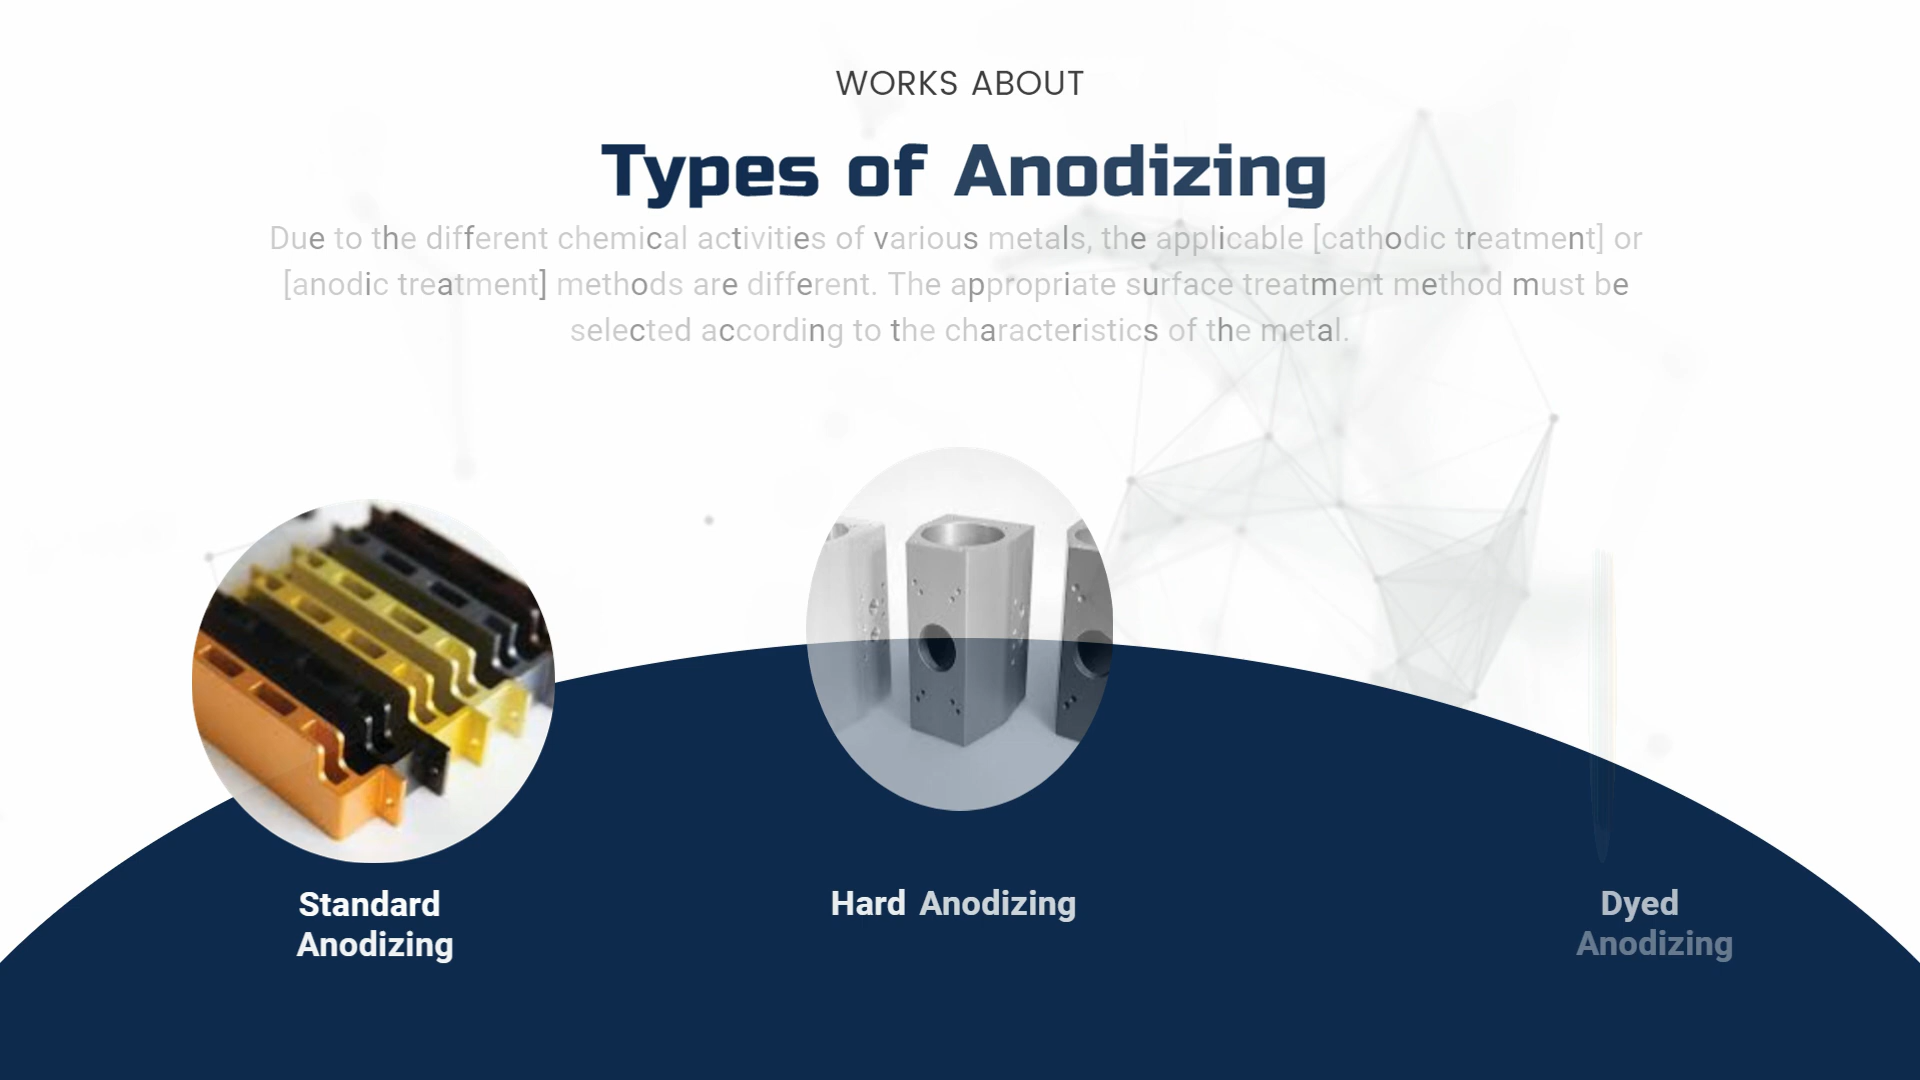 WORKS ABOUT
Types of Anodizing
Due to the different chemical activities of various metals, the applicable [cathodic treatment] or
[anodic treatment] methods are different. The appropriate surface treatment method must be
selected according to the characteristics of the metal.
Standard
Anodizing
Hard Anodizing
Dyed
Anodizing